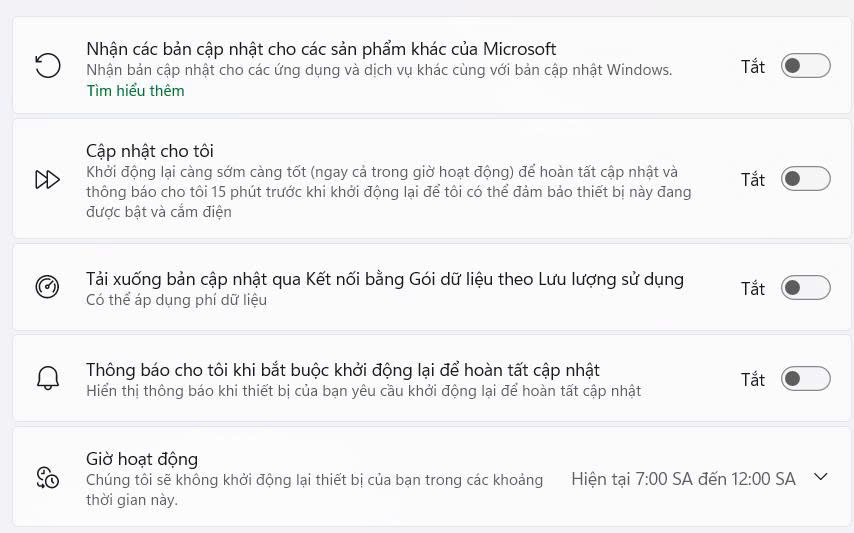 Nhận các bản cập nhật cho các sản phẩm khác của Microsoft
Nhận bản cập nhật cho các ứng dụng và dịch vụ khác cùng với bản cập nhật Windows.
Tìm hiểu thêm
Tắt
Cập nhật cho tôi
Khởi động lại càng sớm càng tốt (ngay cả trong giờ hoạt động) để hoàn tất cập nhật và
thông báo cho tôi 15 phút trước khi khởi động lại để tôi có thể đảm bảo thiết bị này đang
được bật và cắm điện
Tắt
Tải xuống bản cập nhật qua Kết nối bằng Gói dữ liệu theo Lưu lượng sử dụng
Có thể áp dụng phí dữ liệu
Tắt
Thông báo cho tôi khi bắt buộc khởi động lại để hoàn tất cập nhật
Hiển thị thông báo khi thiết bị của bạn yêu cầu khởi động lại để hoàn tất cập nhật
Tắt
Giờ hoạt động
Chúng tôi sẽ không khởi động lại thiết bị của bạn trong các khoảng
thời gian này.
Hiện tại 7:00 SA đến 12:00 SA